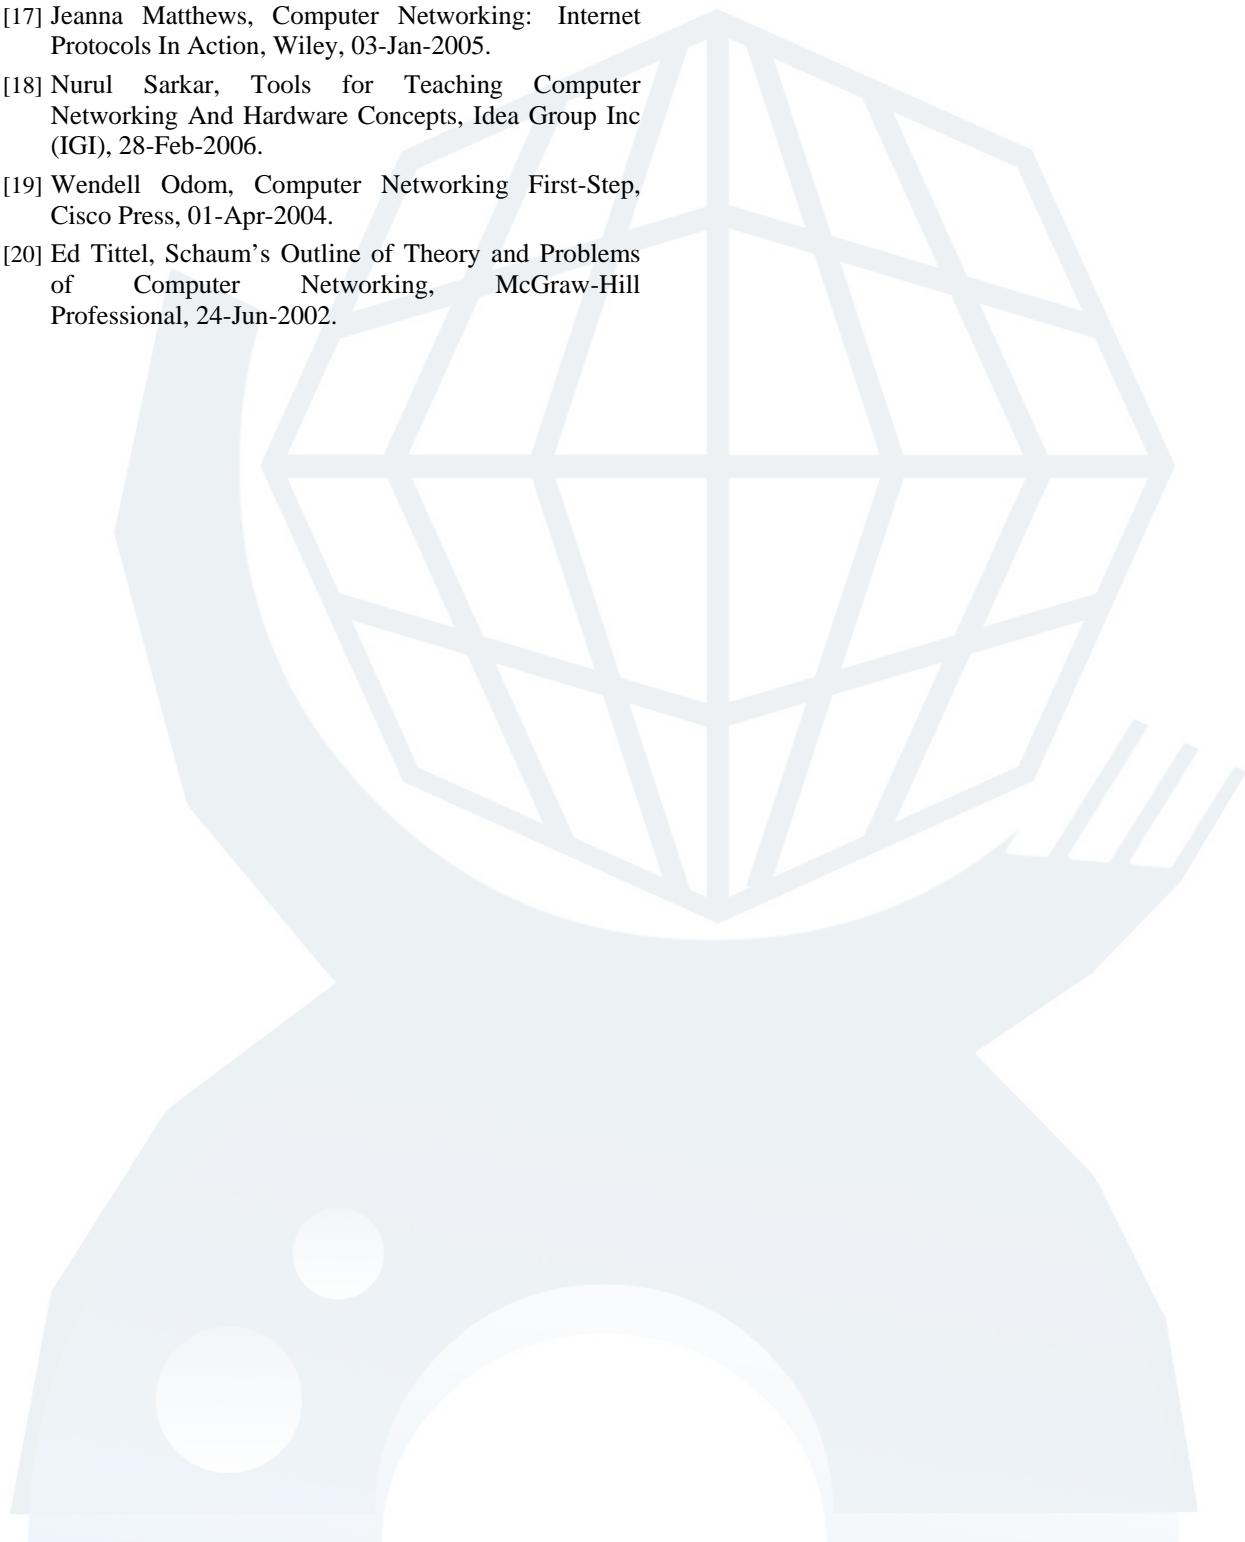 [17] Jeanna Matthews, Computer Networking: Internet
Protocols In Action, Wiley, 03-Jan-2005.
[18] Nurul Sarkar, Tools for Teaching Computer
Networking And Hardware Concepts, Idea Group Inc
(IGI), 28-Feb-2006.
[19] Wendell Odom, Computer Networking First-Step,
Cisco Press, 01-Apr-2004.
[20] Ed Tittel, Schaum’s Outline of Theory and Problems
of Computer Networking, McGraw-Hill
Professional, 24-Jun-2002.